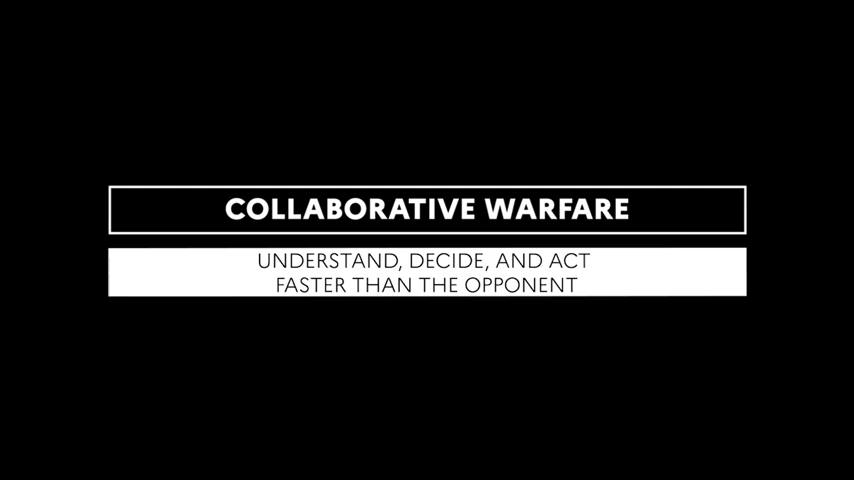 COLLABORATIVE WARFARE
UNDERSTAND, DECIDE, AND ACT
FASTER THAN THE OPPONENT